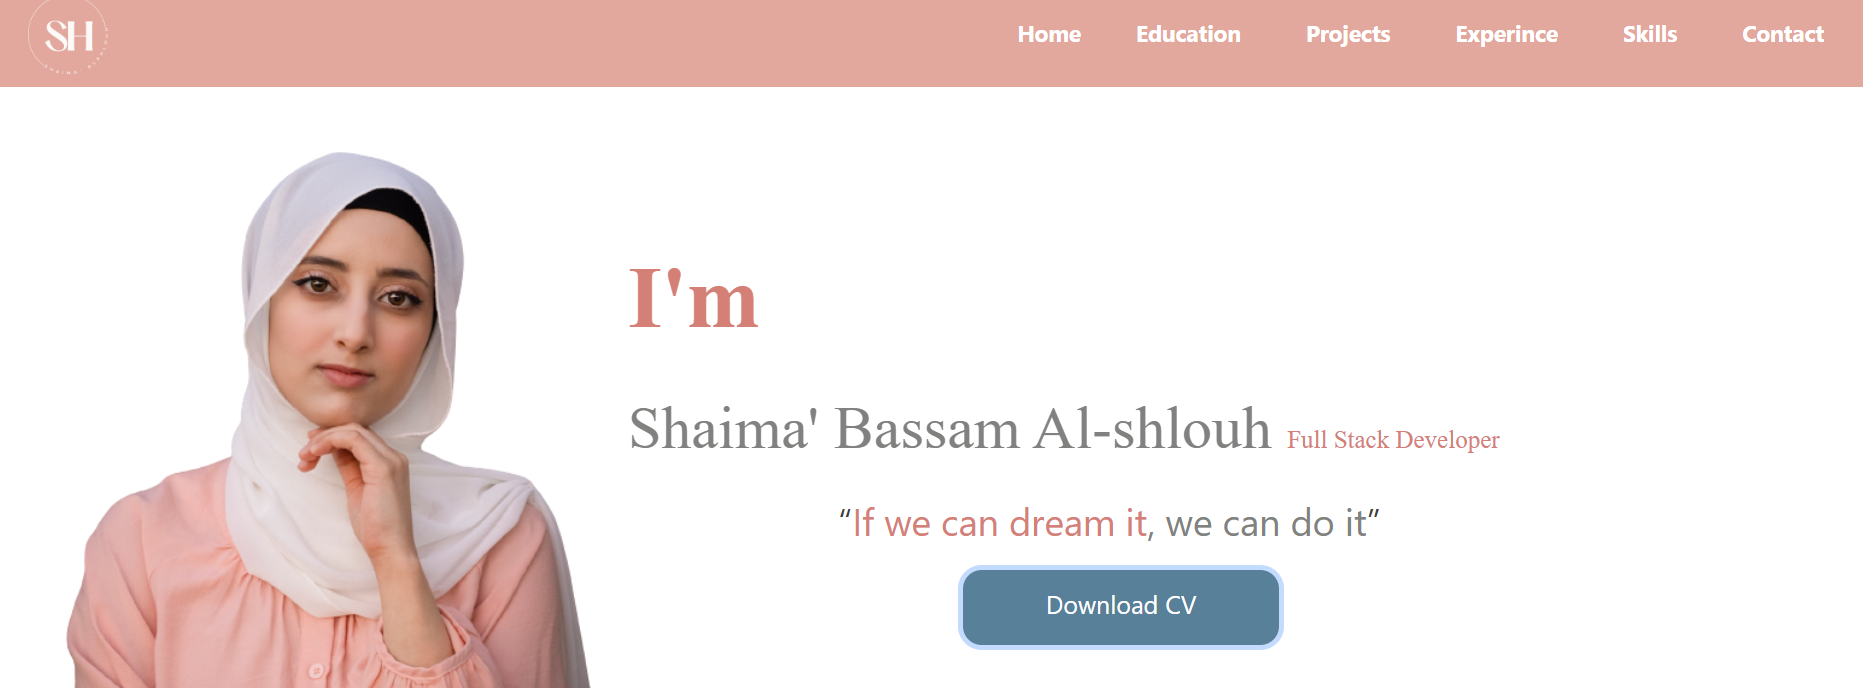 SH
Home Education Projects Experince Skills Contact
I'm
Shaima' Bassam Al-shlouh Full Stack Developer
“If we can dream it, we can do it”
Download CV